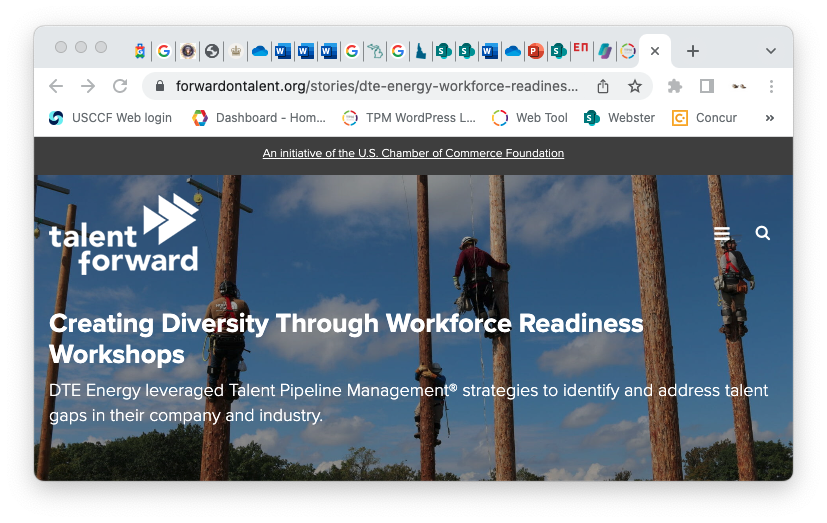 EП
forwardontalent.org/stories/dte-energy-workforce-readines...
USCCF Web login
Dashboard - Hom...
TPM WordPress L...
Web Tool
Webster
Concur
»
An initiative of the U.S. Chamber of Commerce Foundation
talent
forward
Creating Diversity Through Workforce Readiness
Workshops
DTE Energy leveraged Talent Pipeline Management® strategies to identify and address talent
gaps in their company and industry.